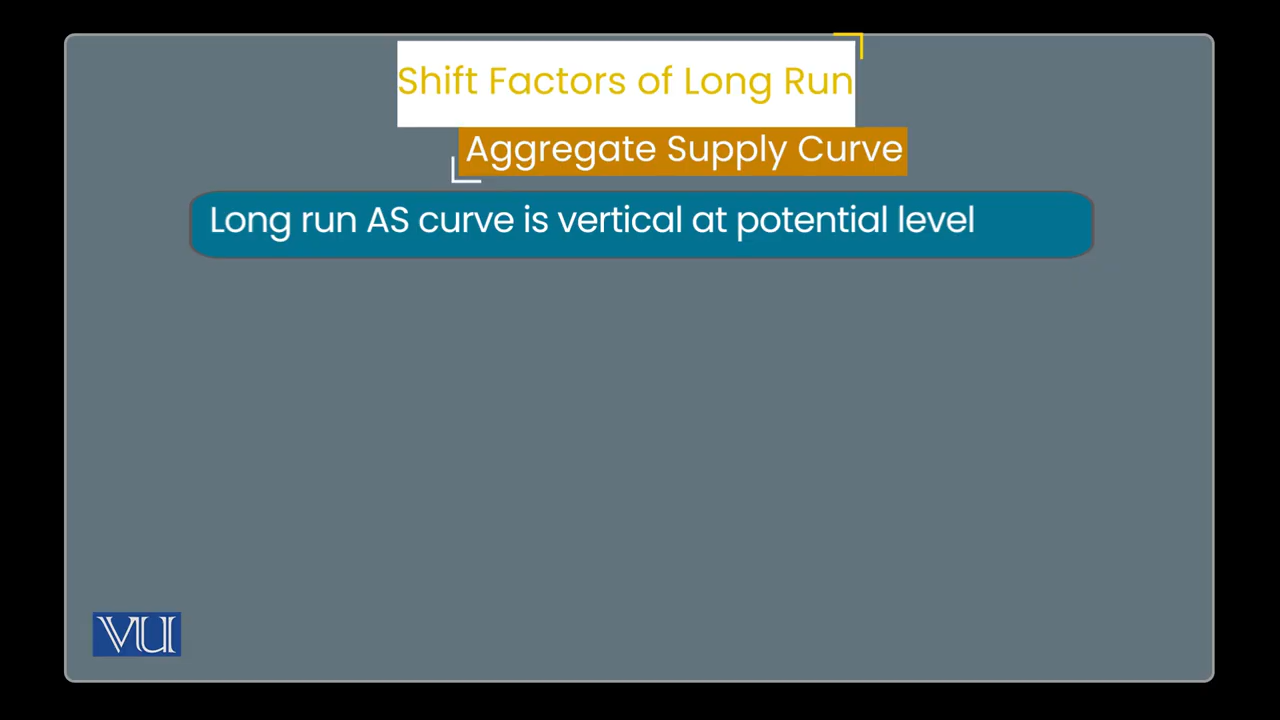 Shift Factors of Long Run
Aggregate Supply Curve
Long run AS curve is vertical at potential level
VU